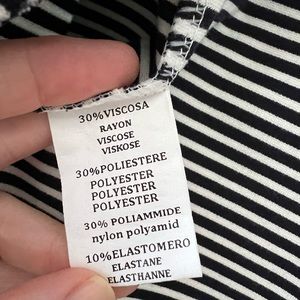 30%VISCOSA
RAYON
VISCOSE
VISKOSE
30%POLIESTERE
POLYESTER
POLYESTER
POLYESTER
30% POLIAMMIDE
nylon polyamid
10%ELASTOMERO
ELASTANE
ELASTHANNE